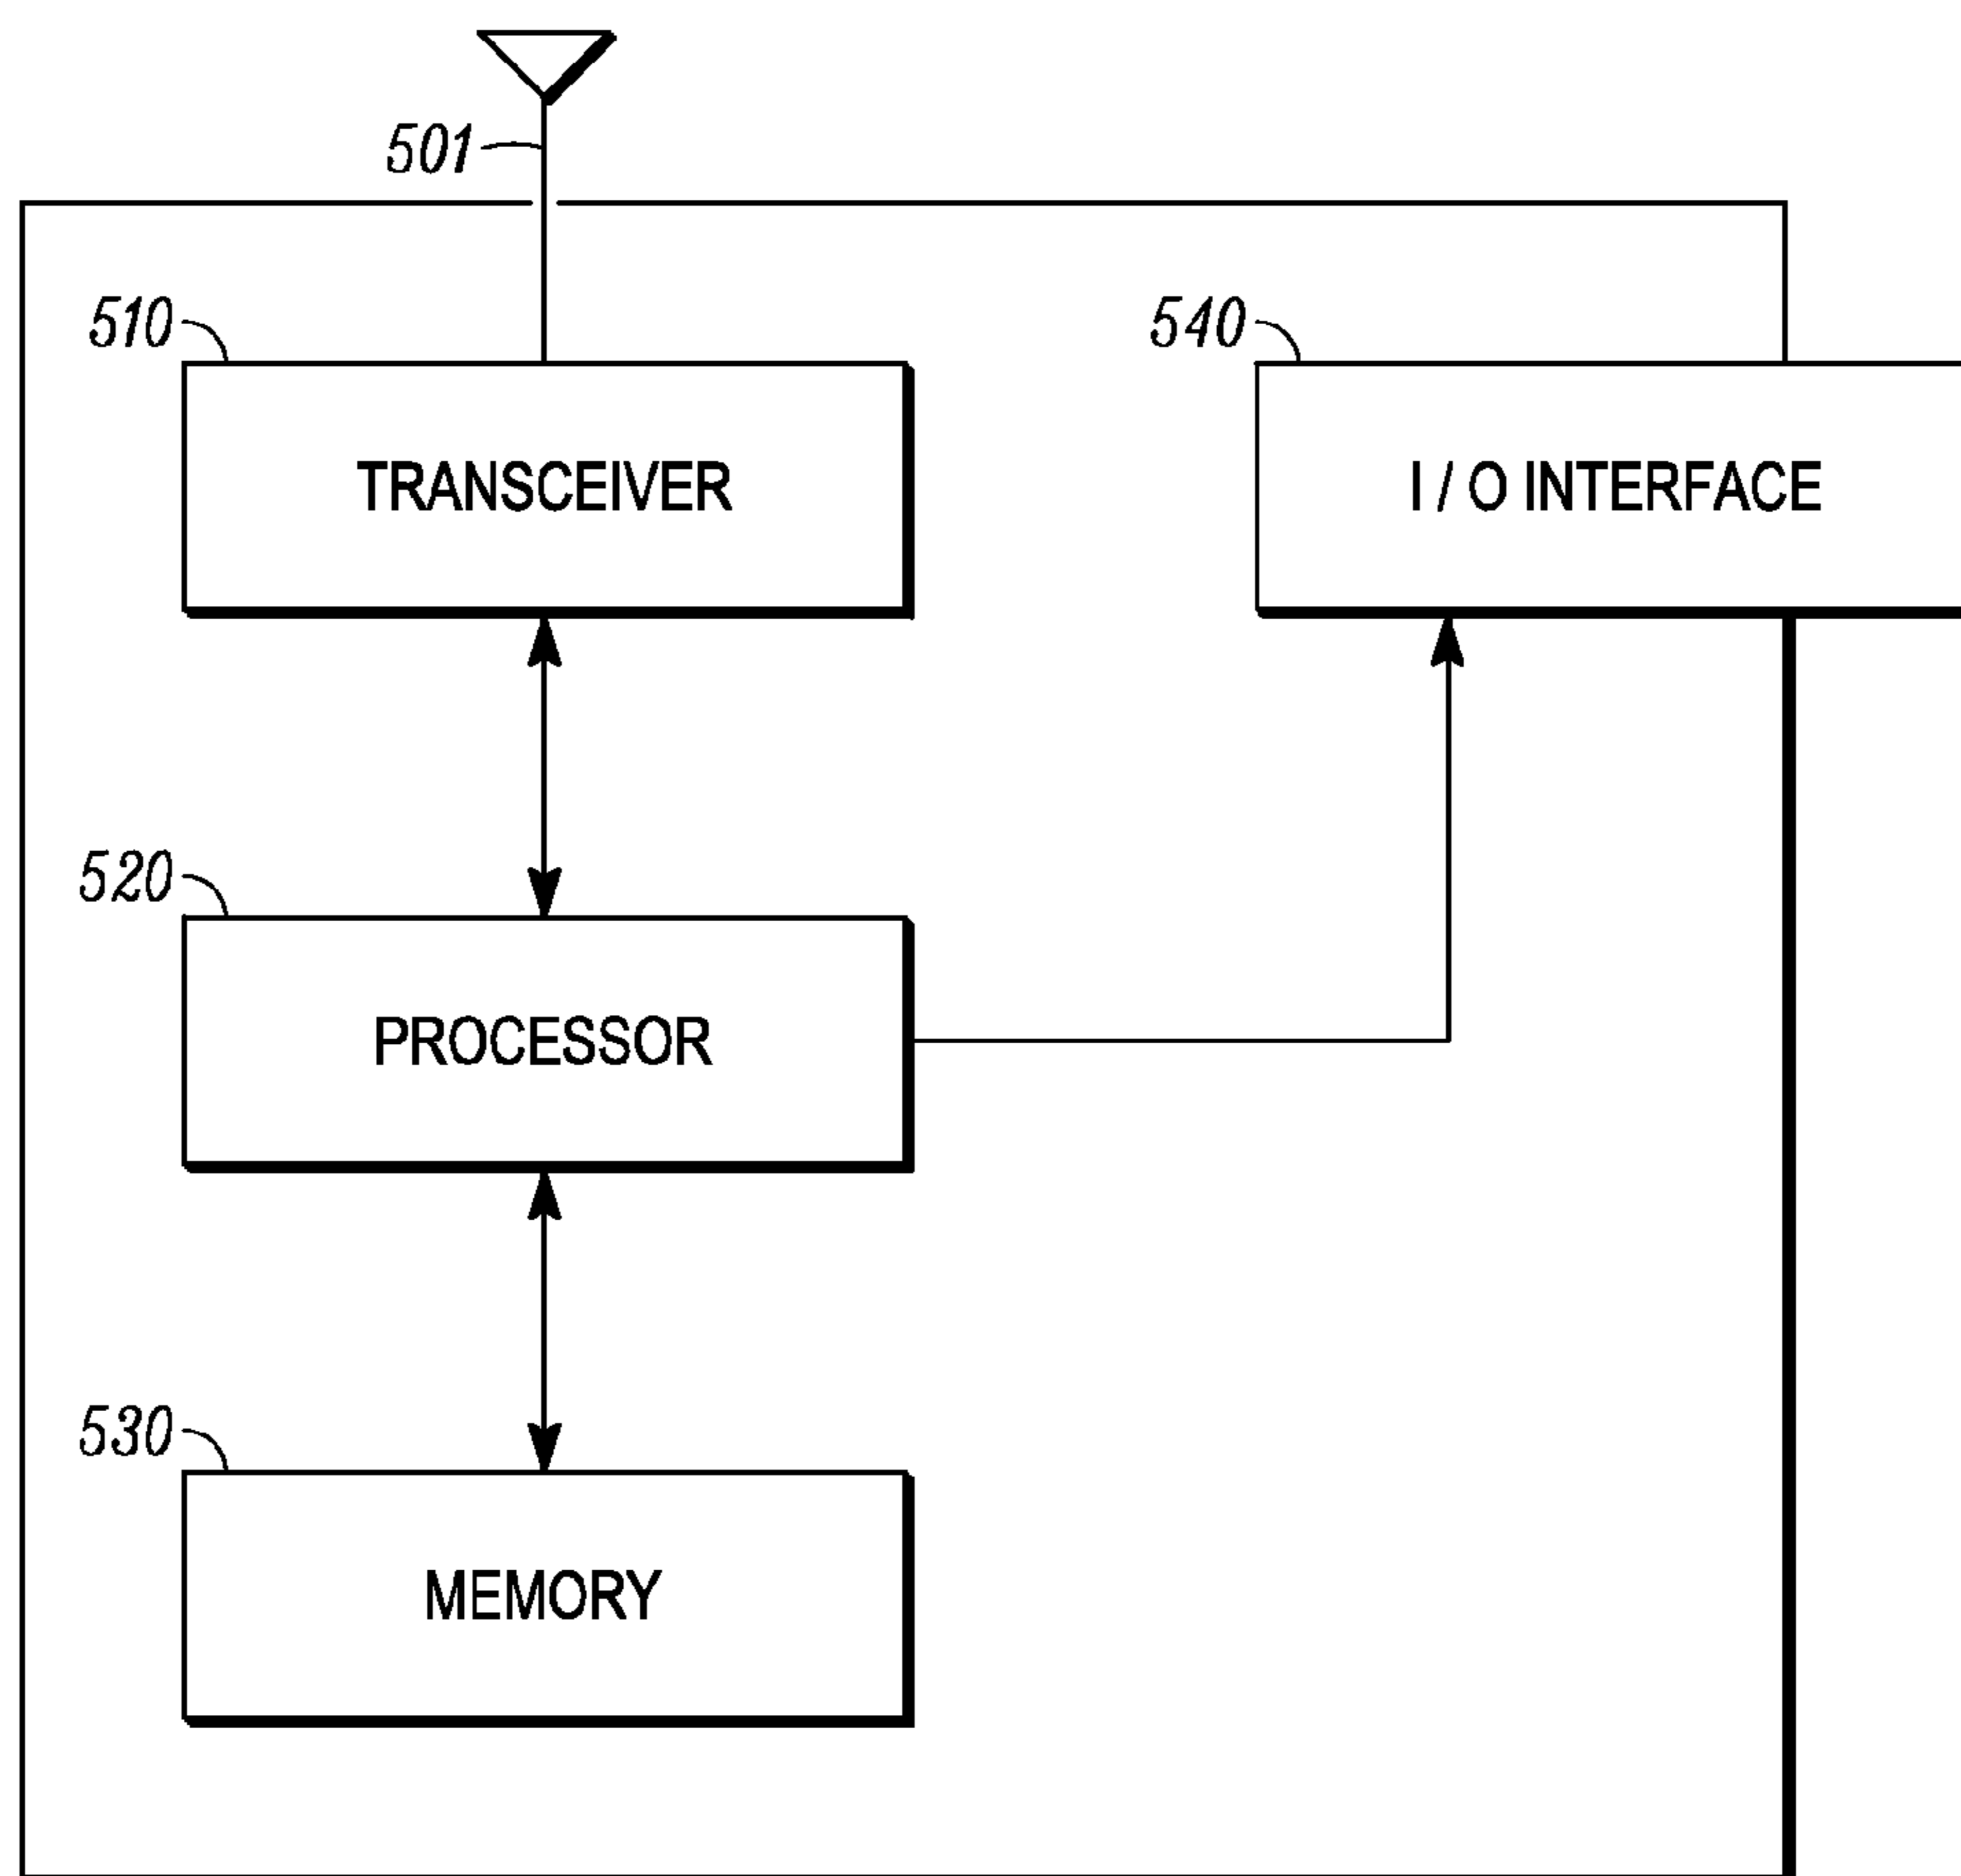 501
510
540
TRANSCEIVER
I / O INTERFACE
520
PROCESSOR
530
MEMORY